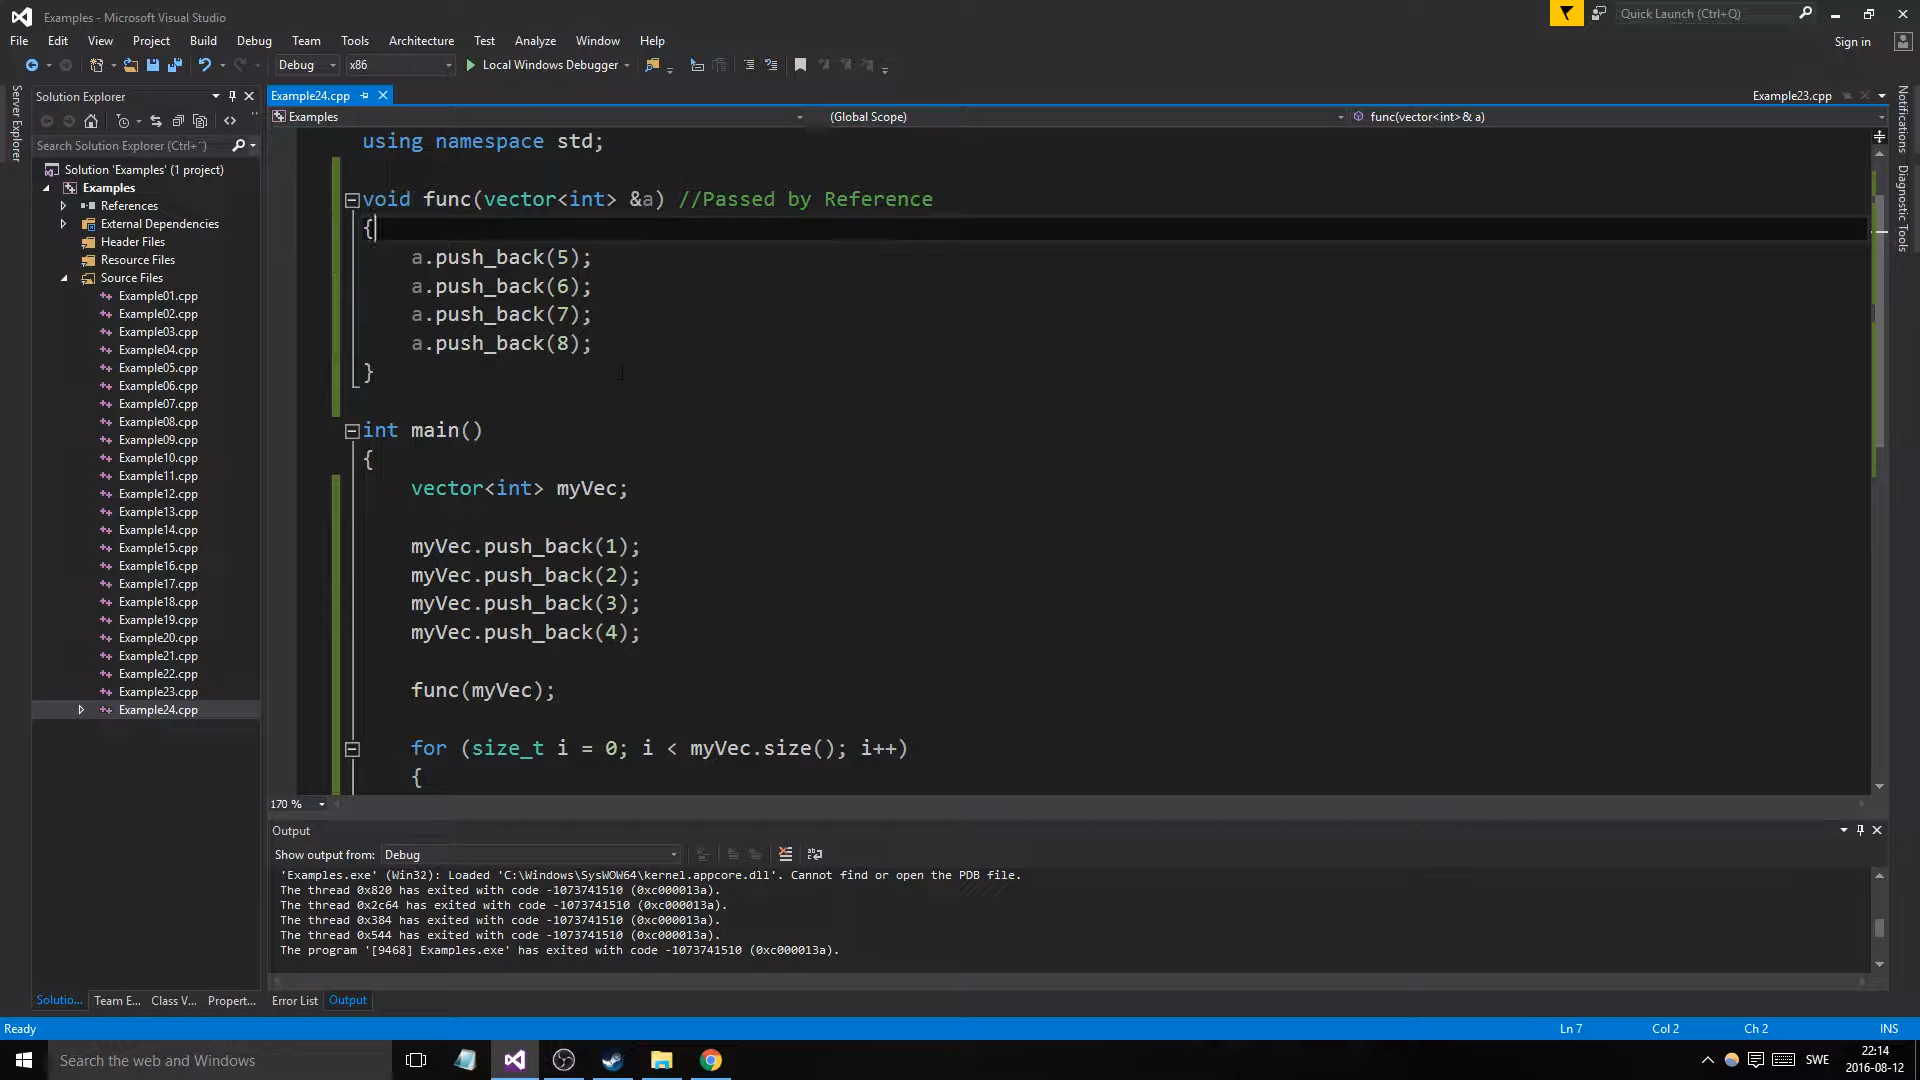 Examples - Microsoft Visual Studio
Quick Launch (Ctrl+Q)
File Edit View Project Build Debug Team Tools Architecture Test Analyze Window Help
Sign in
Debug x86 Local Windows Debugger
Server Explorer
Solution Explorer
Search Solution Explorer (Ctrl+¨)
Solution 'Examples' (1 project)
Examples
References
External Dependencies
Header Files
Resource Files
Source Files
Example01.cpp
Example02.cpp
Example03.cpp
Example04.cpp
Example05.cpp
Example06.cpp
Example07.cpp
Example08.cpp
Example09.cpp
Example10.cpp
Example11.cpp
Example12.cpp
Example13.cpp
Example14.cpp
Example15.cpp
Example16.cpp
Example17.cpp
Example18.cpp
Example19.cpp
Example20.cpp
Example21.cpp
Example22.cpp
Example23.cpp
Example24.cpp
Solutio... Team E... Class V... Propert...
Example24.cpp
Example23.cpp
Examples (Global Scope) func(vector<int> & a)
using namespace std;
void func(vector<int> &a) //Passed by Reference
{
a.push_back(5);
a.push_back(6);
a.push_back(7);
a.push_back(8);
}
int main()
{
vector<int> myVec;
myVec.push_back(1);
myVec.push_back(2);
myVec.push_back(3);
myVec.push_back(4);
func(myVec);
for (size_t i = 0; i < myVec.size(); i++)
{
170 %
Notifications
Diagnostic Tools
Output
Show output from: Debug
'Examples.exe' (Win32): Loaded 'C:\Windows\SysWOW64\kernel.appcore.dll'. Cannot find or open the PDB file.
The thread 0x820 has exited with code -1073741510 (0xc000013a).
The thread 0x2c64 has exited with code -1073741510 (0xc000013a).
The thread 0x384 has exited with code -1073741510 (0xc000013a).
The thread 0x544 has exited with code -1073741510 (0xc000013a).
The program '[9468] Examples.exe' has exited with code -1073741510 (0xc000013a).
Error List Output
Ready Ln 7 Col 2 Ch 2 INS
Search the web and Windows
SWE
22:14
2016-08-12